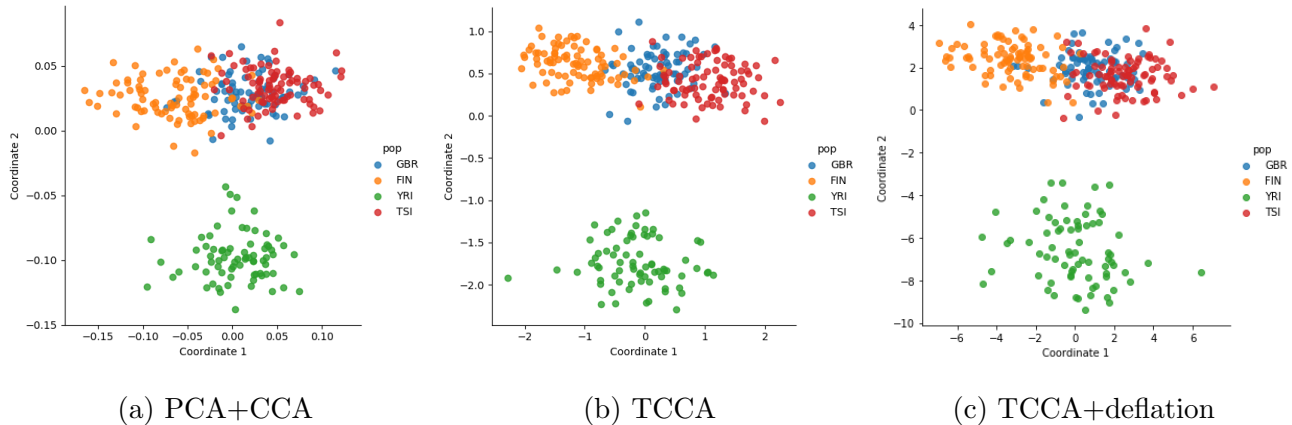 0.05
0.00
−0.05
−0.10
−0.15
Coordinate 2
−0.15
−0.10
−0.05
0.00
0.05
0.10
Coordinate 1
pop
GBR
FIN
YRI
TSI
(a) PCA+CCA
1.0
0.5
0.0
−0.5
−1.0
−1.5
−2.0
Coordinate 2
−2
−1
0
1
2
Coordinate 1
pop
GBR
FIN
YRI
TSI
(b) TCCA
4
2
0
−2
−4
−6
−8
−10
Coordinate 2
−6
−4
−2
0
2
4
6
Coordinate 1
pop
GBR
FIN
YRI
TSI
(c) TCCA+deflation